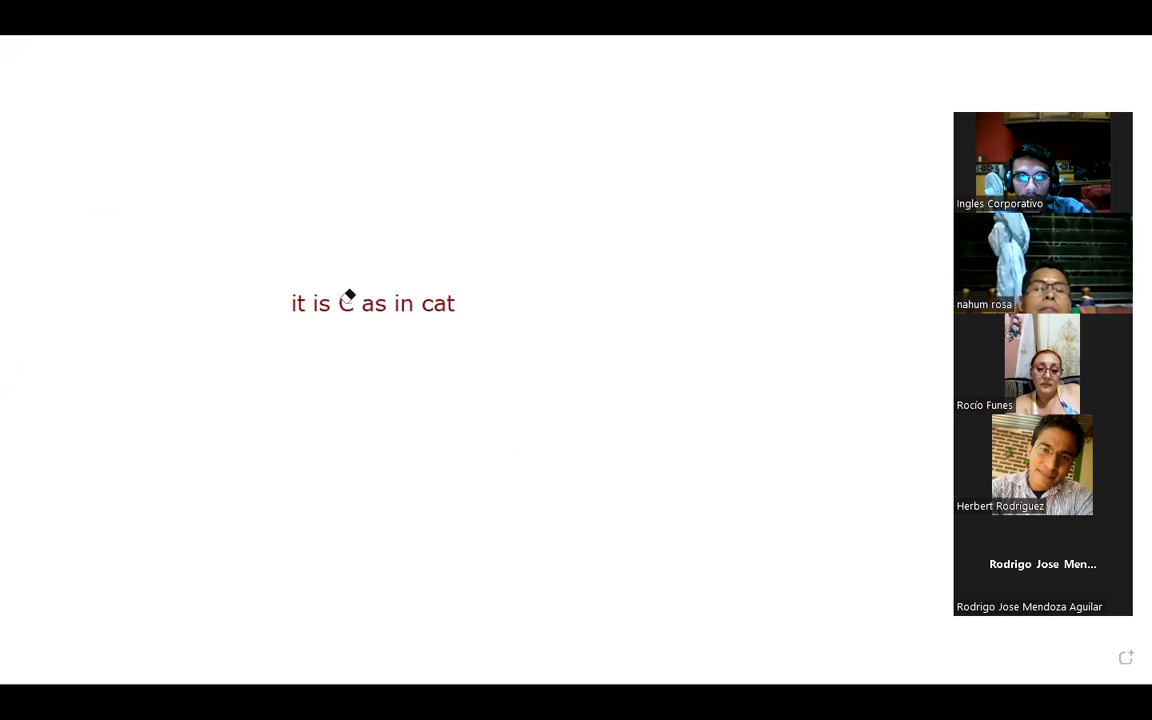 it is C as in cat
Ingles Corporativo
nahum rosa
Rocío Funes
Herbert Rodríguez
Rodrigo Jose Men...
Rodrigo Jose Mendoza Aguilar